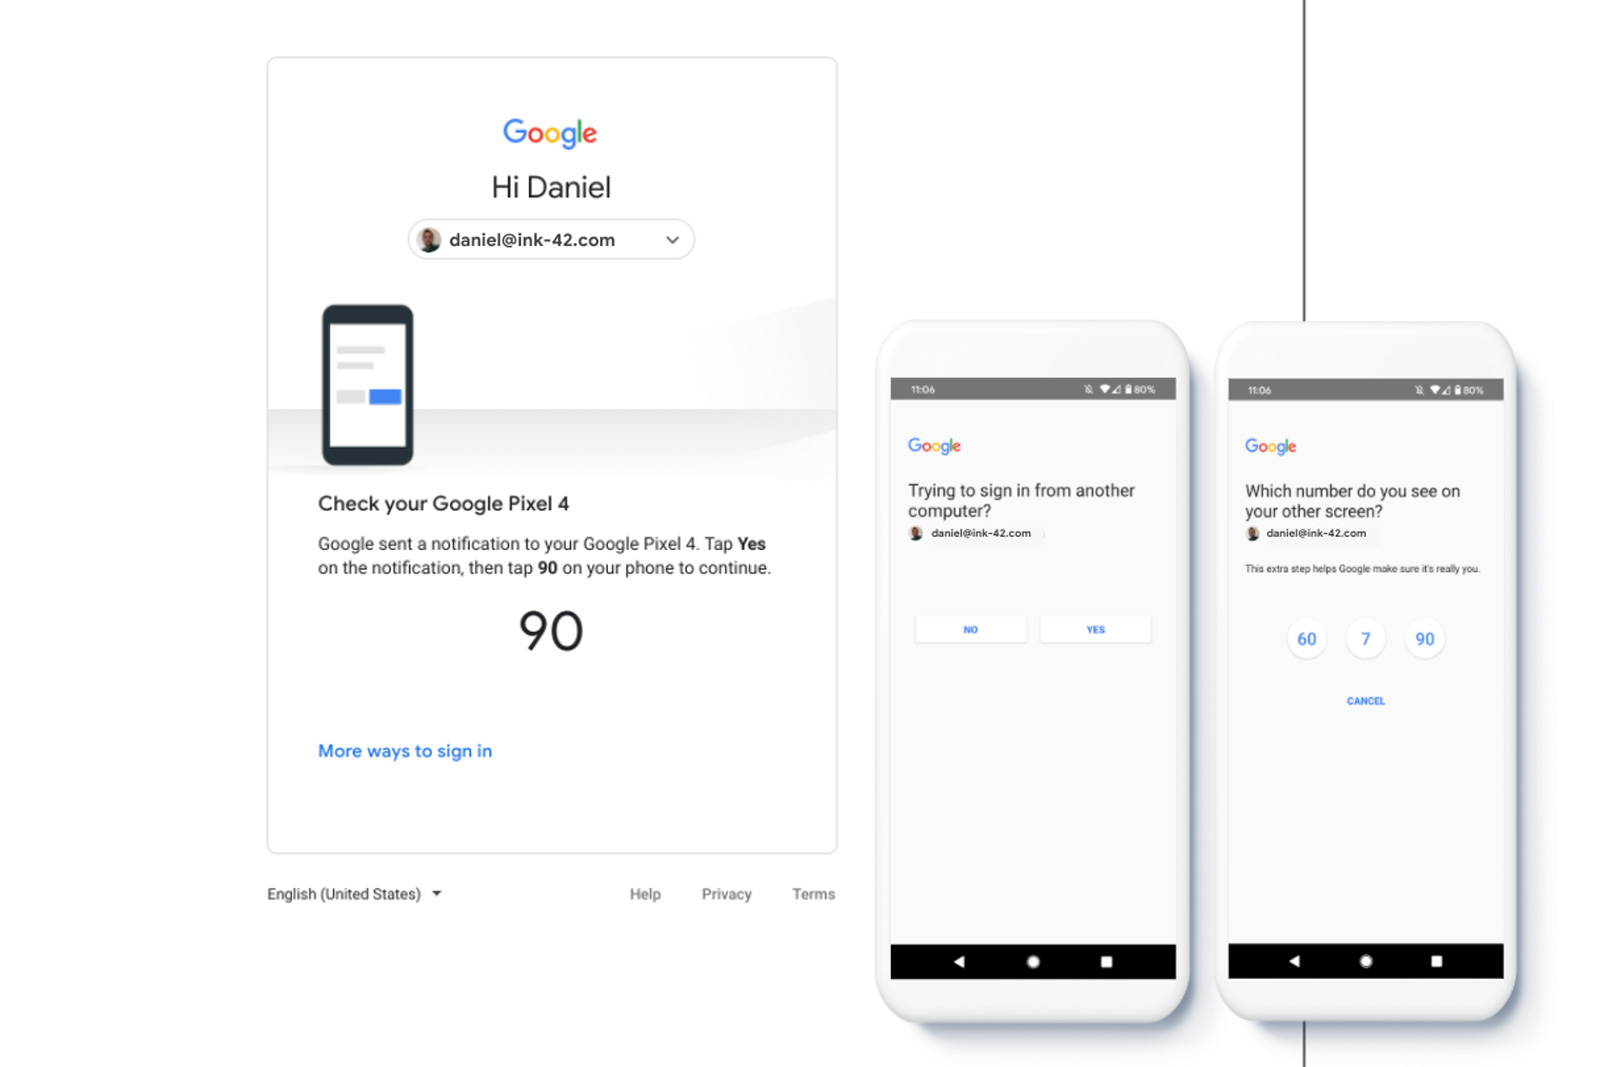 Google
Hi Daniel
daniel@ink-42.com
Check your Google Pixel 4
Google sent a notification to your Google Pixel 4. Tap Yes
on the notification, then tap 90 on your phone to continue.
90
More ways to sign in
English (United States)
Help Privacy Terms
11:06 80%
Google
Trying to sign in from another
computer?
daniel@ink-42.com
NO YES
11:06 80%
Google
Which number do you see on
your other screen?
daniel@ink-42.com
This extra step helps Google make sure it's really you.
60 7 90
CANCEL